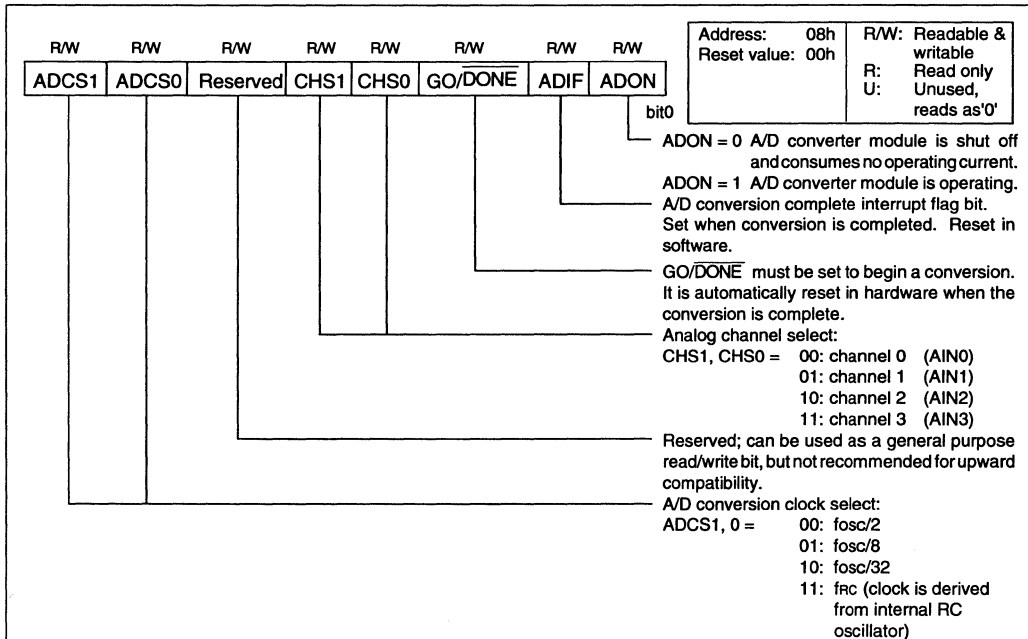 R/W R/W R/W R/W R/W R/W R/W R/W
ADCS1 ADCS0 Reserved CHS1 CHS0 GO/DONE ADIF ADON
bit0
Address: 08h
Reset value: 00h
R/W: Readable &
writable
R: Read only
U: Unused,
reads as'0'
ADON = 0 A/D converter module is shut off
and consumes no operating current.
ADON = 1 A/D converter module is operating.
A/D conversion complete interrupt flag bit.
Set when conversion is completed. Reset in
software.
GO/DONE must be set to begin a conversion.
It is automatically reset in hardware when the
conversion is complete.
Analog channel select:
CHS1, CHS0 = 00: channel 0 (AIN0)
01: channel 1 (AIN1)
10: channel 2 (AIN2)
11: channel 3 (AIN3)
Reserved; can be used as a general purpose
read/write bit, but not recommended for upward
compatibility.
A/D conversion clock select:
ADCS1, 0 = 00: fosc/2
01: fosc/8
10: fosc/32
11: fRC (clock is derived
from internal RC
oscillator)